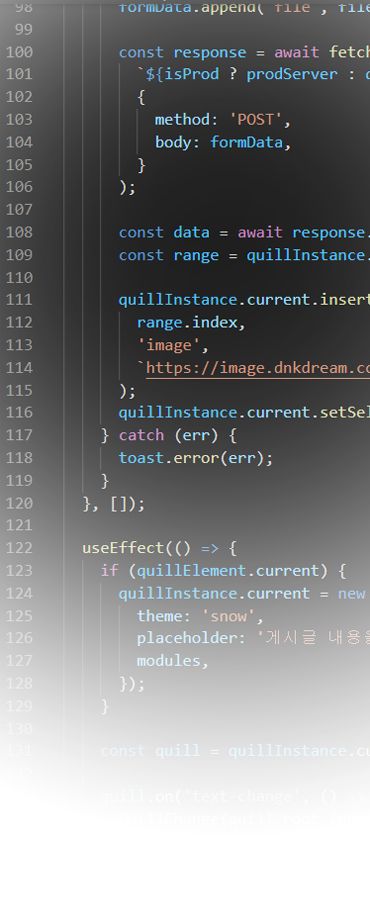 98 formData.append( file , file
99
100 const response = await fetch
101 `${isProd ? prodServer : d
102 {
103 method: 'POST',
104 body: formData,
105 }
106 );
107
108 const data = await response.
109 const range = quillInstance.
110
111 quillInstance.current.insert
112 range.index,
113 'image',
114 `https://image.dnkdream.co
115 );
116 quillInstance.current.setSel
117 } catch (err) {
118 toast.error(err);
119 }
120 }, []);
121
122 useEffect(() => {
123 if (quillElement.current) {
124 quillInstance.current = new
125 theme: 'snow',
126 placeholder: '게시글 내용을
127 modules,
128 });
129 }
130
131 const quill = quillInstance.cu
quill.on('text-change', ()